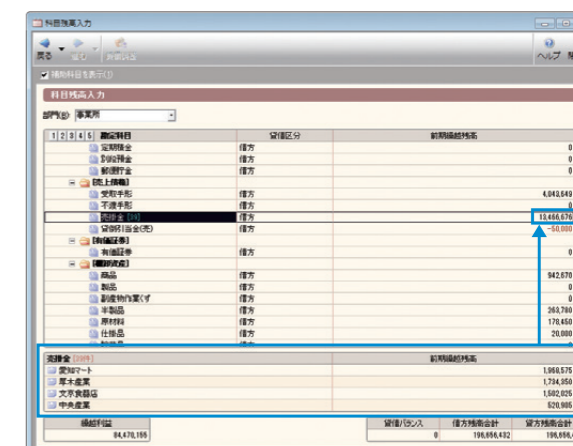 科目残高入力
戻る
ヘルプ
補助科目を表示(J)
科目残高入力
部門(B): 事業所
1 2 3 4 5 勘定科目 貸借区分 前期繰越残高
定期預金 借方 0
別段預金 借方 0
郵便貯金 借方 0
[売上債権]
受取手形 借方 4,043,649
不渡手形 借方 0
売掛金 [39] 借方 13,466,676
貸倒引当金(売) 借方 -50,000
[有価証券]
有価証券 借方 0
[棚卸資産]
商品 借方 942,670
製品 借方 0
副産物作業くず 借方 0
半製品 借方 263,780
原材料 借方 178,450
仕掛品 借方 20,000
売掛金 [39件] 前期繰越残高
愛知マート 1,958,575
厚木産業 1,734,350
文京食器店 1,502,025
中央産業 520,985
繰越利益 貸借バランス 借方残高合計 貸方残高合計
84,470,155 0 196,656,432